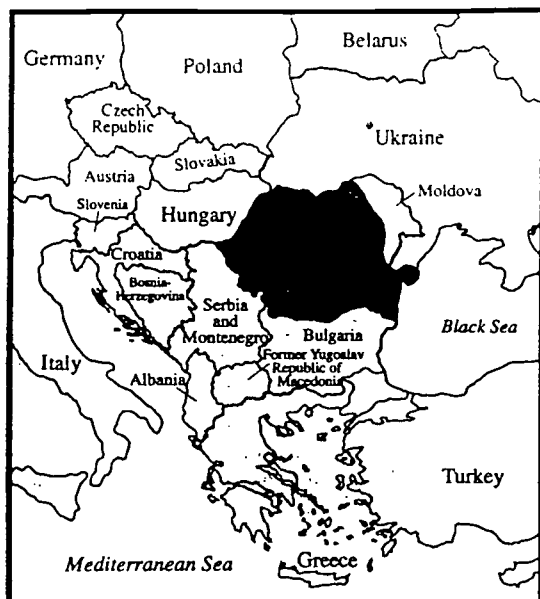 Belarus
Germany
Poland
Czech
Republic
Ukraine
Slovakia
Austria
Moldova
Slovenia
Hungary
Croatia
Bosnia-
Herzegovina
Serbia
and
Montenegro
Bulgaria
Black Sea
Former Yugoslav
Republic of
Macedonia
Italy
Albania
Turkey
Mediterranean Sea
Greece